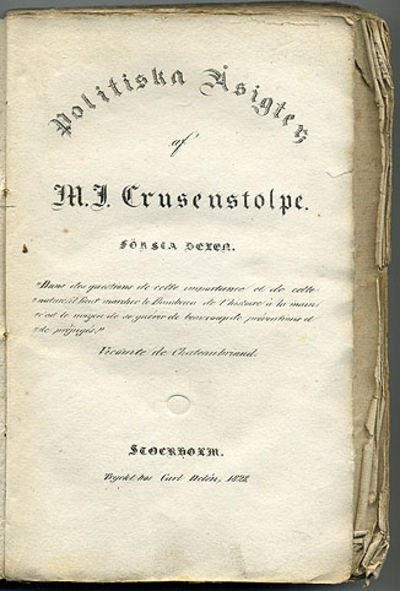 Politiska Åsigter,
af
M. J. Crusenstolpe.
FÖRSTA DELEN.
"Dans des questions de cette importance et de cette
nature, il faut marcher le flambeau de l'histoire à la main:
c'est le moyen de se guérir de beaucoup de préventions et
de préjugés."
Vicomte de Chateaubriand.
STOCKHOLM.
Tryckt hos Carl Delén, 1828.